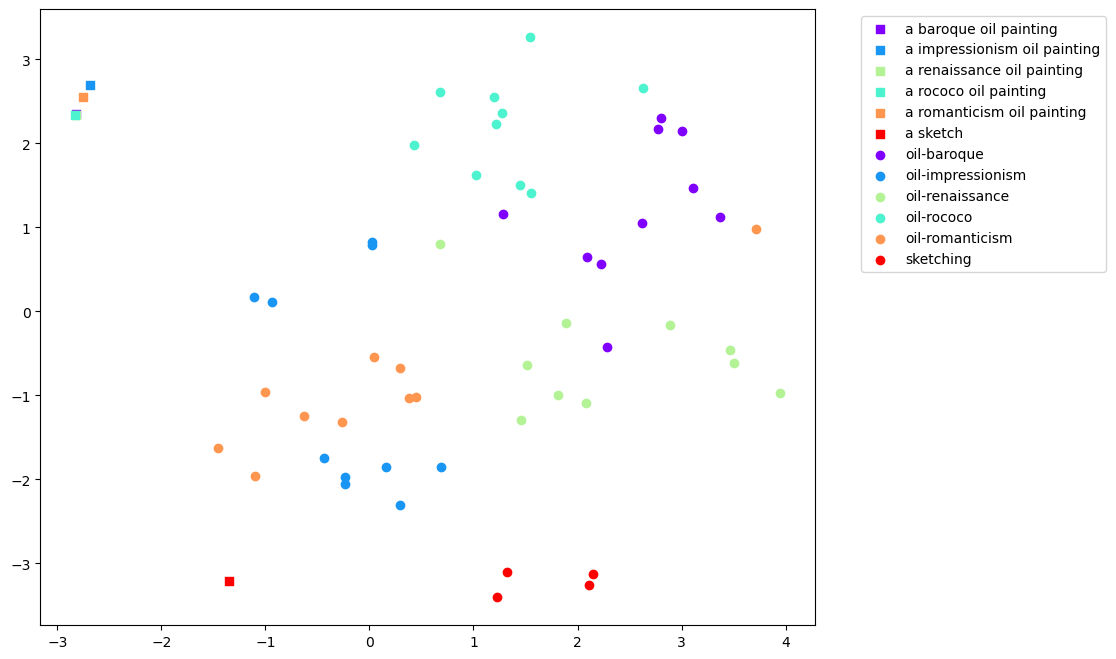 3
2
1
0
−1
−2
−3
−3 −2 −1 0 1 2 3 4
a baroque oil painting
a impressionism oil painting
a renaissance oil painting
a rococo oil painting
a romanticism oil painting
a sketch
oil-baroque
oil-impressionism
oil-renaissance
oil-rococo
oil-romanticism
sketching